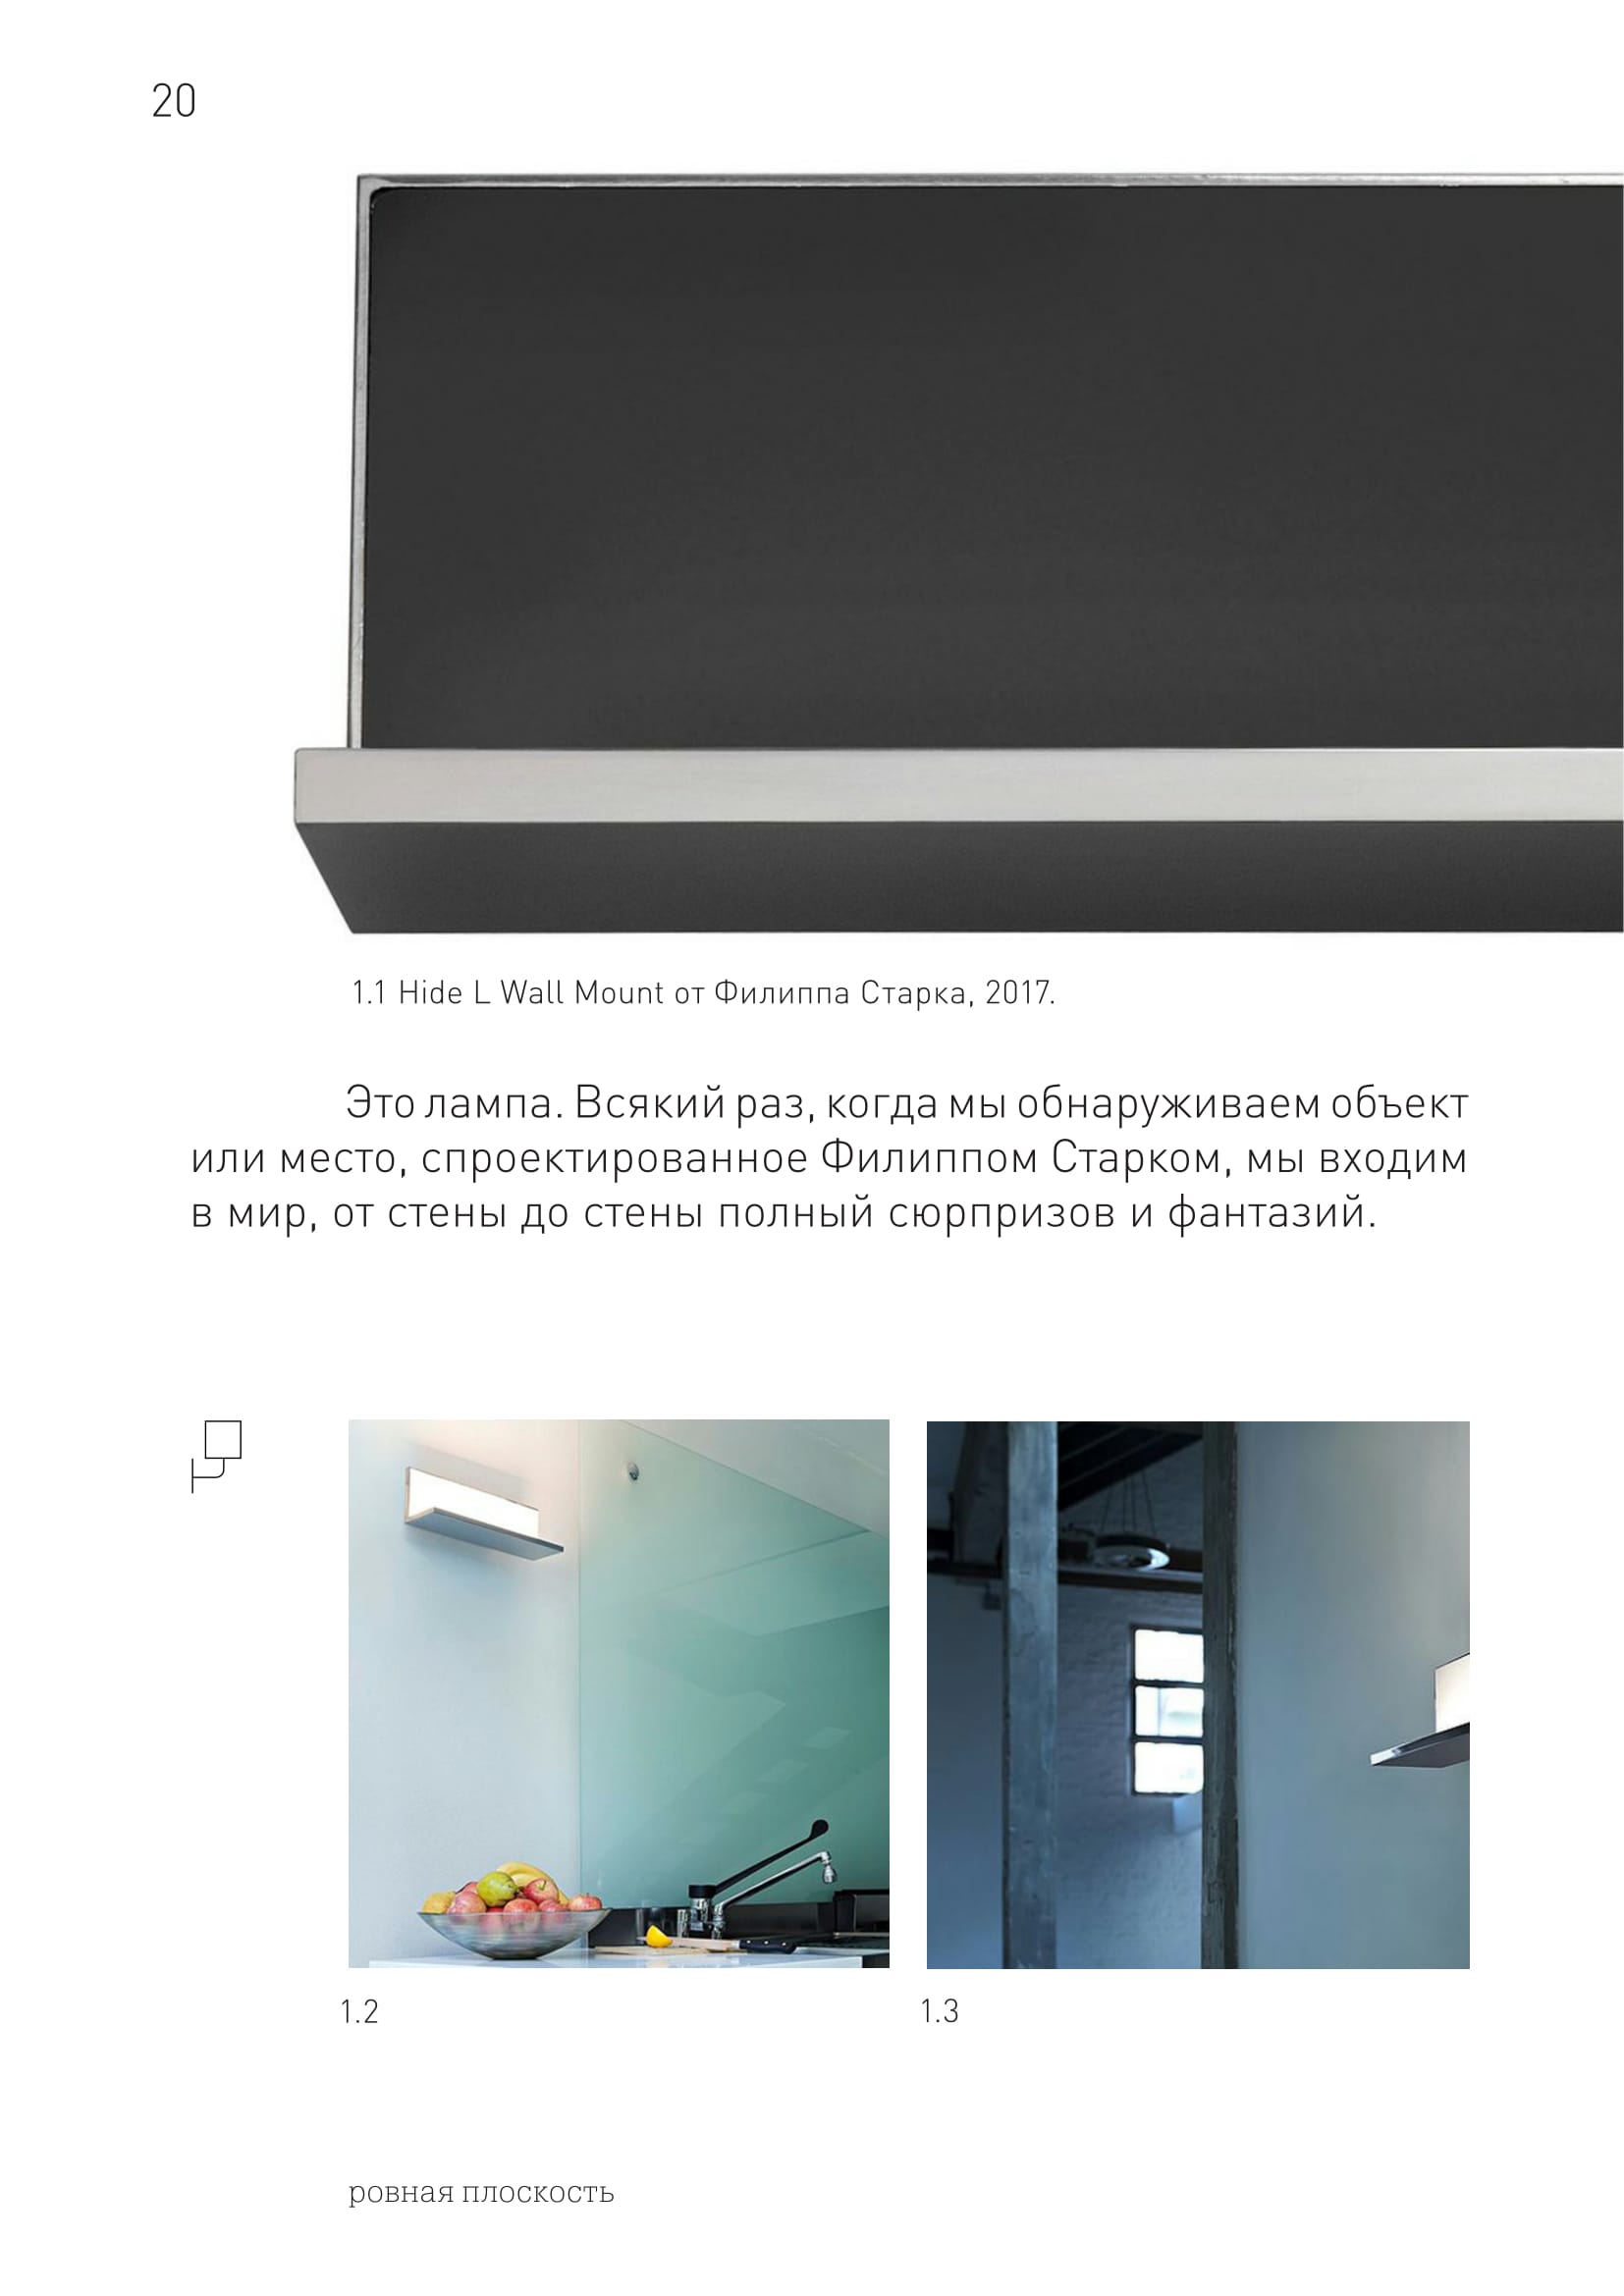 20
1.1 Hide L Wall Mount от Филиппа Старка, 2017.
Это лампа. Всякий раз, когда мы обнаруживаем объект
или место, спроектированное Филиппом Старком, мы входим
в мир, от стены до стены полный сюрпризов и фантазий.
1.2
1.3
ровная плоскость